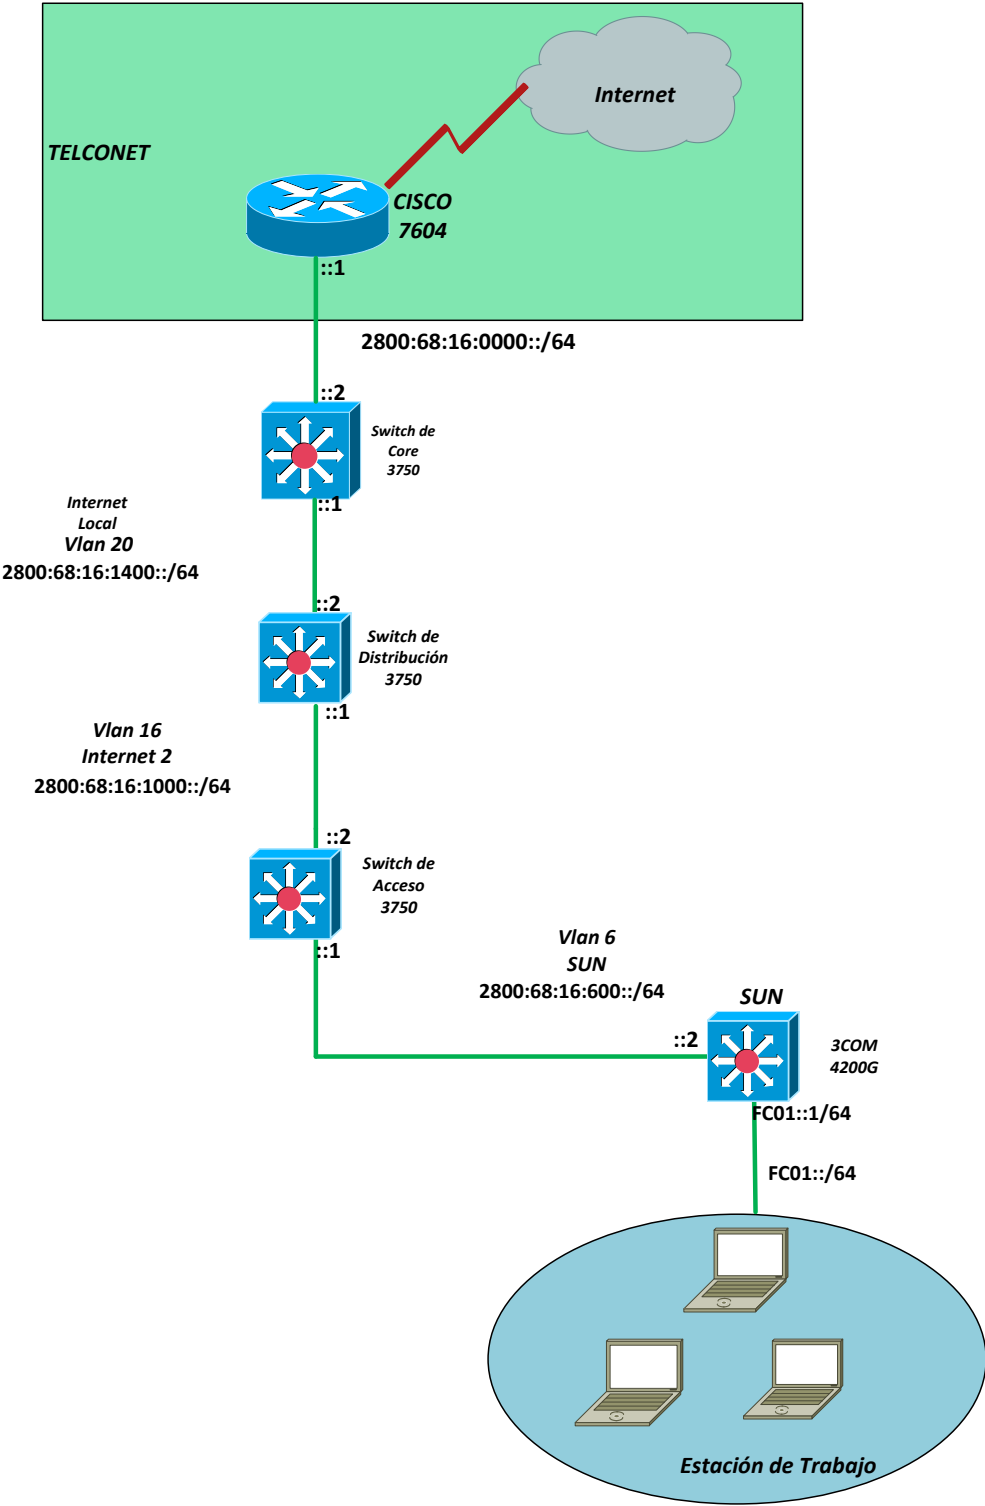 Internet
TELCONET
CISCO
7604
::1
2800:68:16:0000::/64
::2
Switch de
Core
3750
::1
Internet
Local
Vlan 20
2800:68:16:1400::/64
::2
Switch de
Distribución
3750
::1
Vlan 16
Internet 2
2800:68:16:1000::/64
::2
Switch de
Acceso
3750
::1
Vlan 6
SUN
2800:68:16:600::/64
SUN
::2
3COM
4200G
FC01::1/64
FC01::/64
Estación de Trabajo